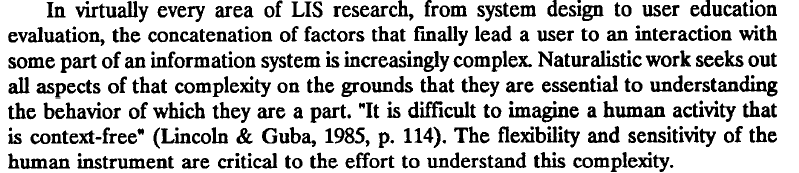 In virtually every area of LIS research, from system design to user education
evaluation, the concatenation of factors that finally lead a user to an interaction with
some part of an information system is increasingly complex. Naturalistic work seeks out
all aspects of that complexity on the grounds that they are essential to understanding
the behavior of which they are a part. "It is difficult to imagine a human activity that
is context-free" (Lincoln & Guba, 1985, p. 114). The flexibility and sensitivity of the
human instrument are critical to the effort to understand this complexity.